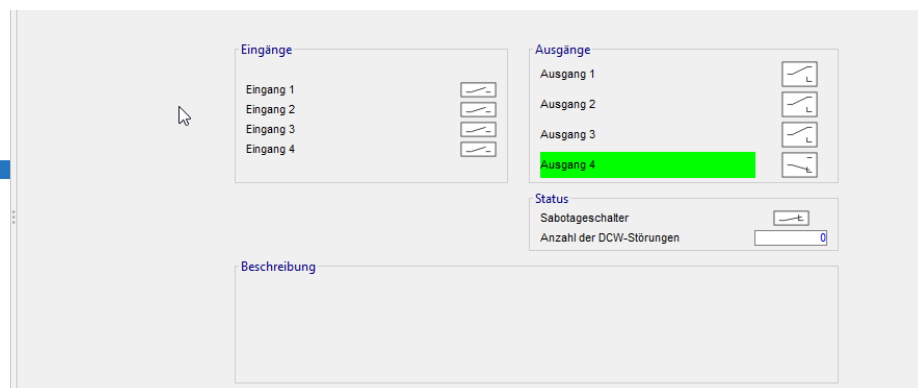 Eingänge
Eingang 1
Eingang 2
Eingang 3
Eingang 4
Ausgänge
Ausgang 1
Ausgang 2
Ausgang 3
Ausgang 4
Status
Sabotageschalter
Anzahl der DCW-Störungen 0
Beschreibung